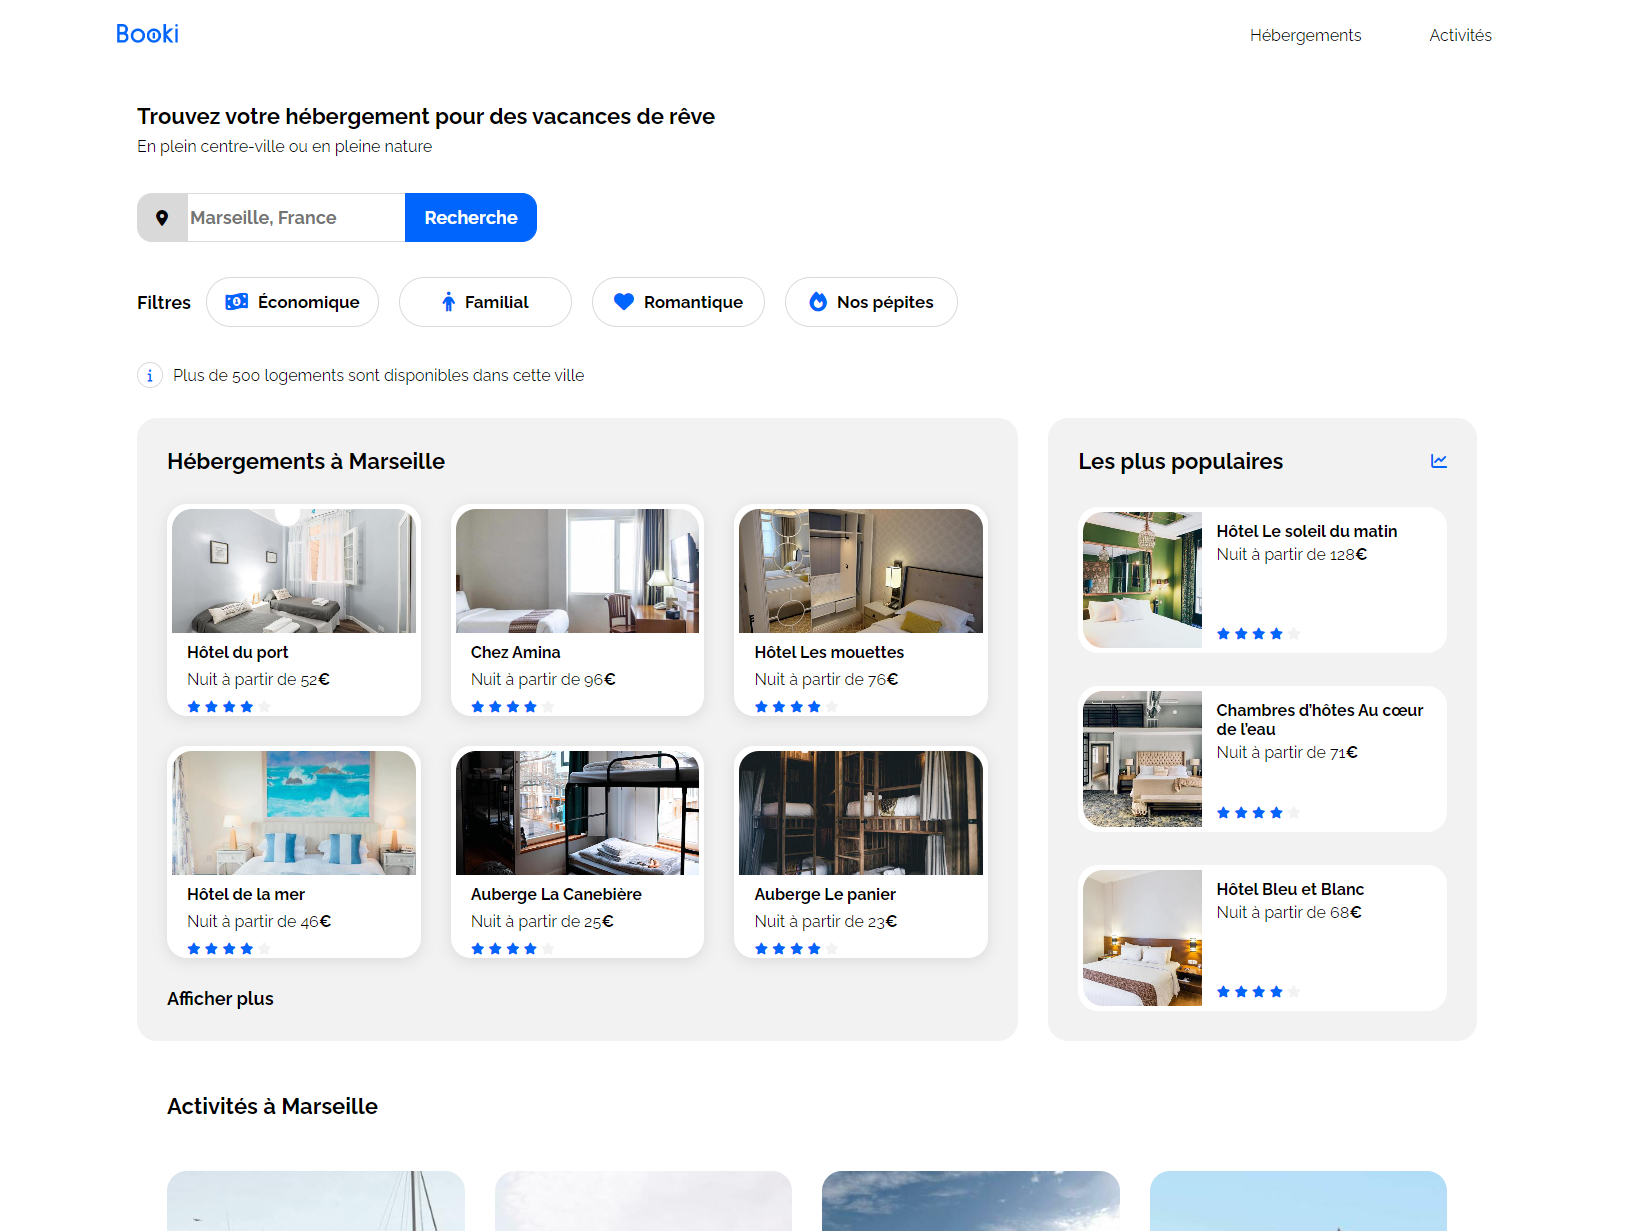 Booki
Hébergements
Activités
Trouvez votre hébergement pour des vacances de rêve
En plein centre-ville ou en pleine nature
Marseille, France
Recherche
Filtres
Économique
Familial
Romantique
Nos pépites
Plus de 500 logements sont disponibles dans cette ville
Hébergements à Marseille
Hôtel du port
Nuit à partir de 52€
Chez Amina
Nuit à partir de 96€
Hôtel Les mouettes
Nuit à partir de 76€
Hôtel de la mer
Nuit à partir de 46€
Auberge La Canebière
Nuit à partir de 25€
Auberge Le panier
Nuit à partir de 23€
Afficher plus
Les plus populaires
Hôtel Le soleil du matin
Nuit à partir de 128€
Chambres d’hôtes Au cœur
de l’eau
Nuit à partir de 71€
Hôtel Bleu et Blanc
Nuit à partir de 68€
Activités à Marseille